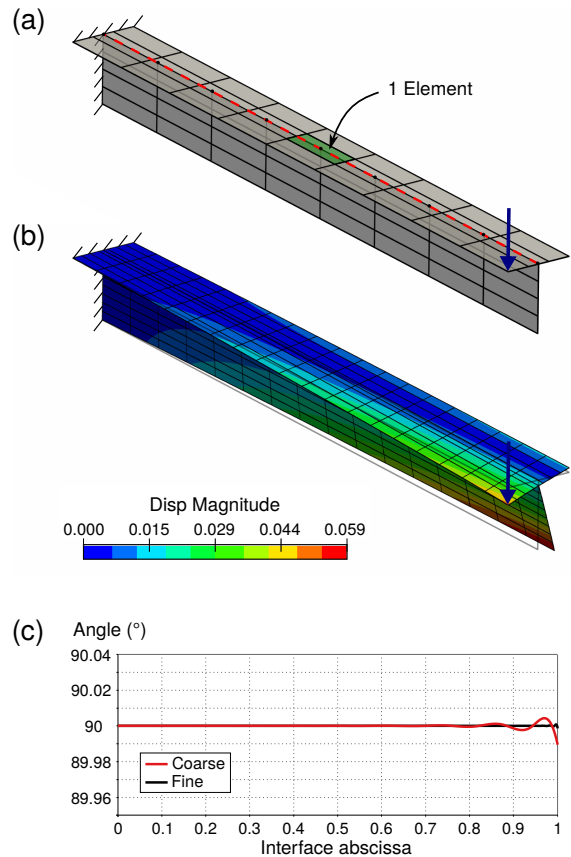 (a)
1 Element
(b)
Disp Magnitude
0.000 0.015 0.029 0.044 0.059
(c)
Angle (°)
90.04
90.02
90
89.98
89.96
Coarse
Fine
0 0.1 0.2 0.3 0.4 0.5 0.6 0.7 0.8 0.9 1
Interface abscissa